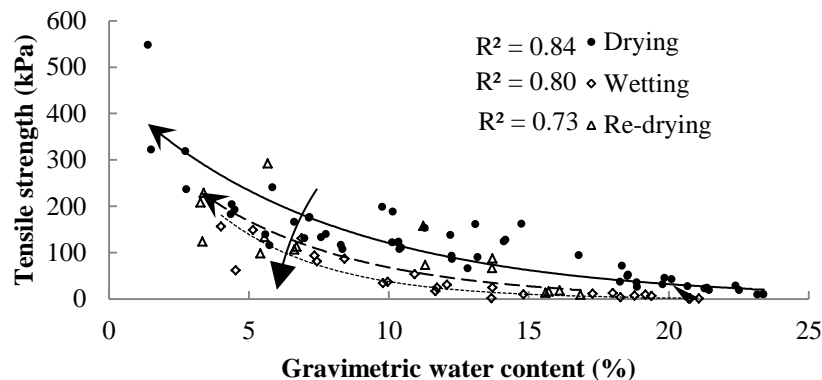 600
500
400
300
200
100
0
Tensile strength (kPa)
R² = 0.84 Drying
R² = 0.80 Wetting
R² = 0.73 Re-drying
0 5 10 15 20 25
Gravimetric water content (%)